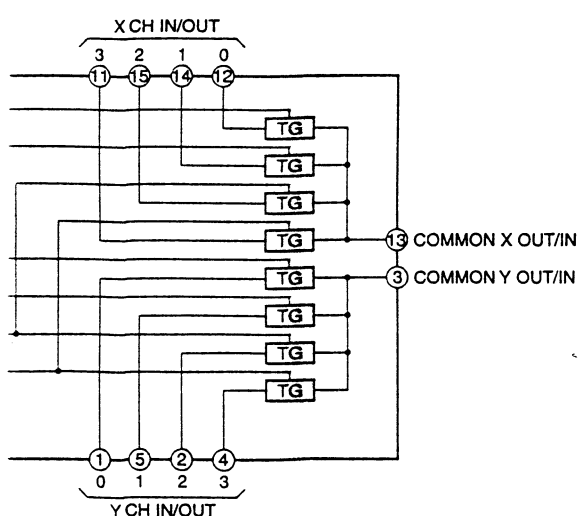 X CH IN/OUT
3 2 1 0
11 15 14 12
TG
TG
TG
TG
13 COMMON X OUT/IN
TG
3 COMMON Y OUT/IN
TG
TG
TG
1 5 2 4
0 1 2 3
Y CH IN/OUT